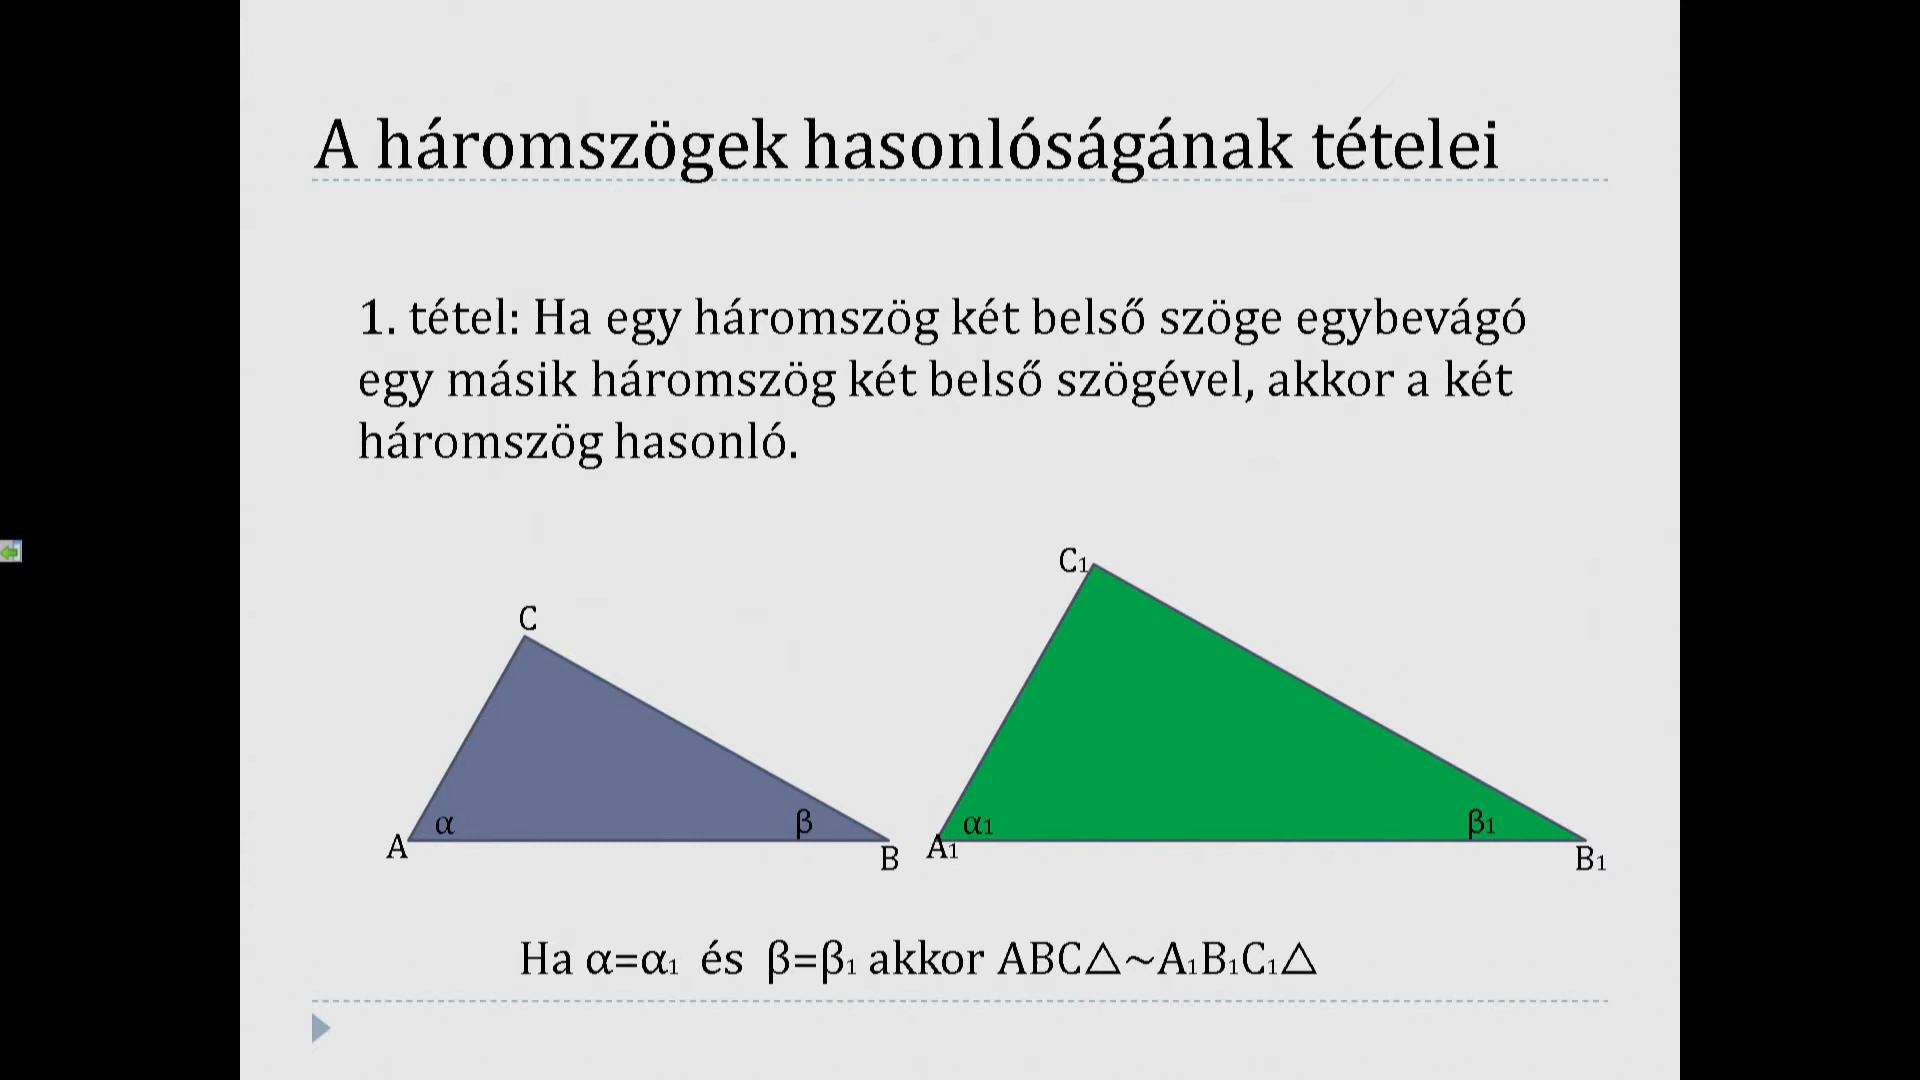 A háromszögek hasonlóságának tételei
1. tétel: Ha egy háromszög két belső szöge egybevágó
egy másik háromszög két belső szögével, akkor a két
háromszög hasonló.
C
A
α
β
B
C₁
A₁
α₁
β₁
B₁
Ha α=α₁ és β=β₁ akkor ABC△~A₁B₁C₁△